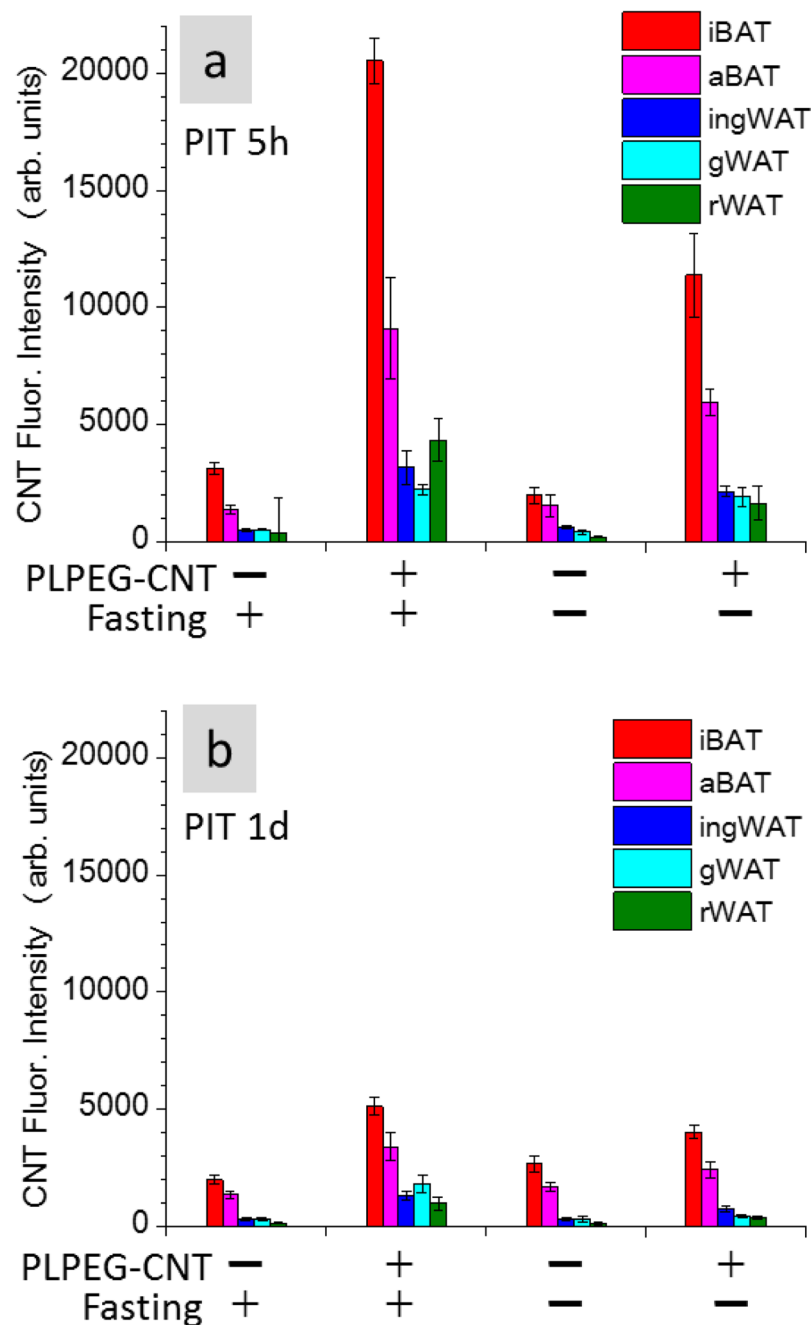 a
PIT 5h
iBAT
aBAT
ingWAT
gWAT
rWAT
CNT Fluor. Intensity (arb. units)
20000
15000
10000
5000
0
PLPEG-CNT − + − +
Fasting + + − −
b
PIT 1d
iBAT
aBAT
ingWAT
gWAT
rWAT
CNT Fluor. Intensity (arb. units)
20000
15000
10000
5000
0
PLPEG-CNT − + − +
Fasting + + − −